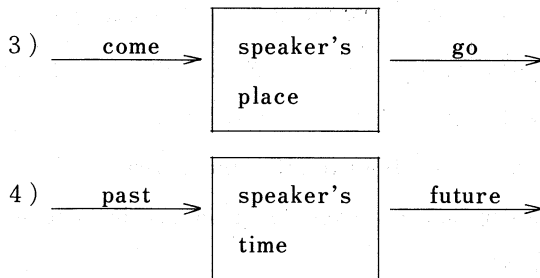 3) come speaker's go
place
4) past speaker's future
time